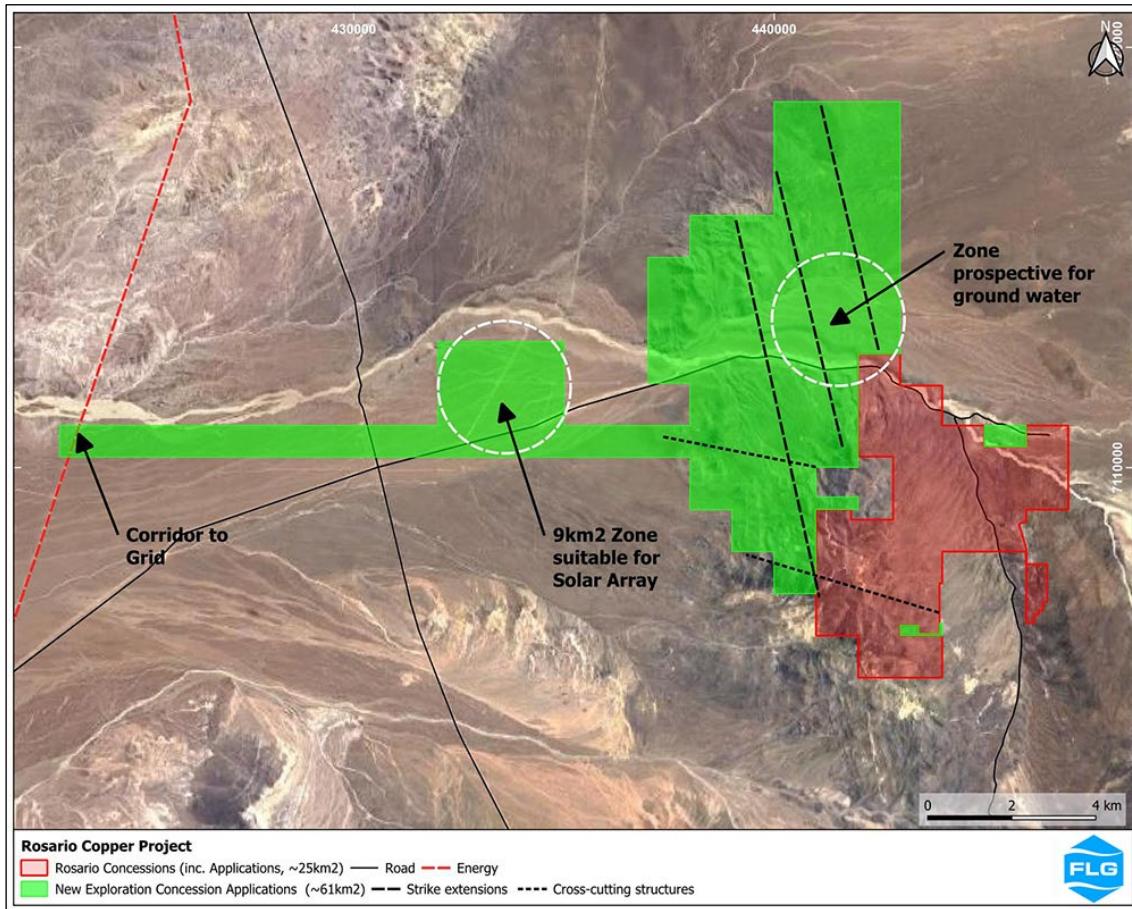 430000
440000
N
000
Zone
prospective for
ground water
7110000
Corridor to
Grid
9km2 Zone
suitable for
Solar Array
0 2 4 km
Rosario Copper Project
Rosario Concessions (inc. Applications, ~25km2) Road Energy
New Exploration Concession Applications (~61km2) Strike extensions Cross-cutting structures
FLG